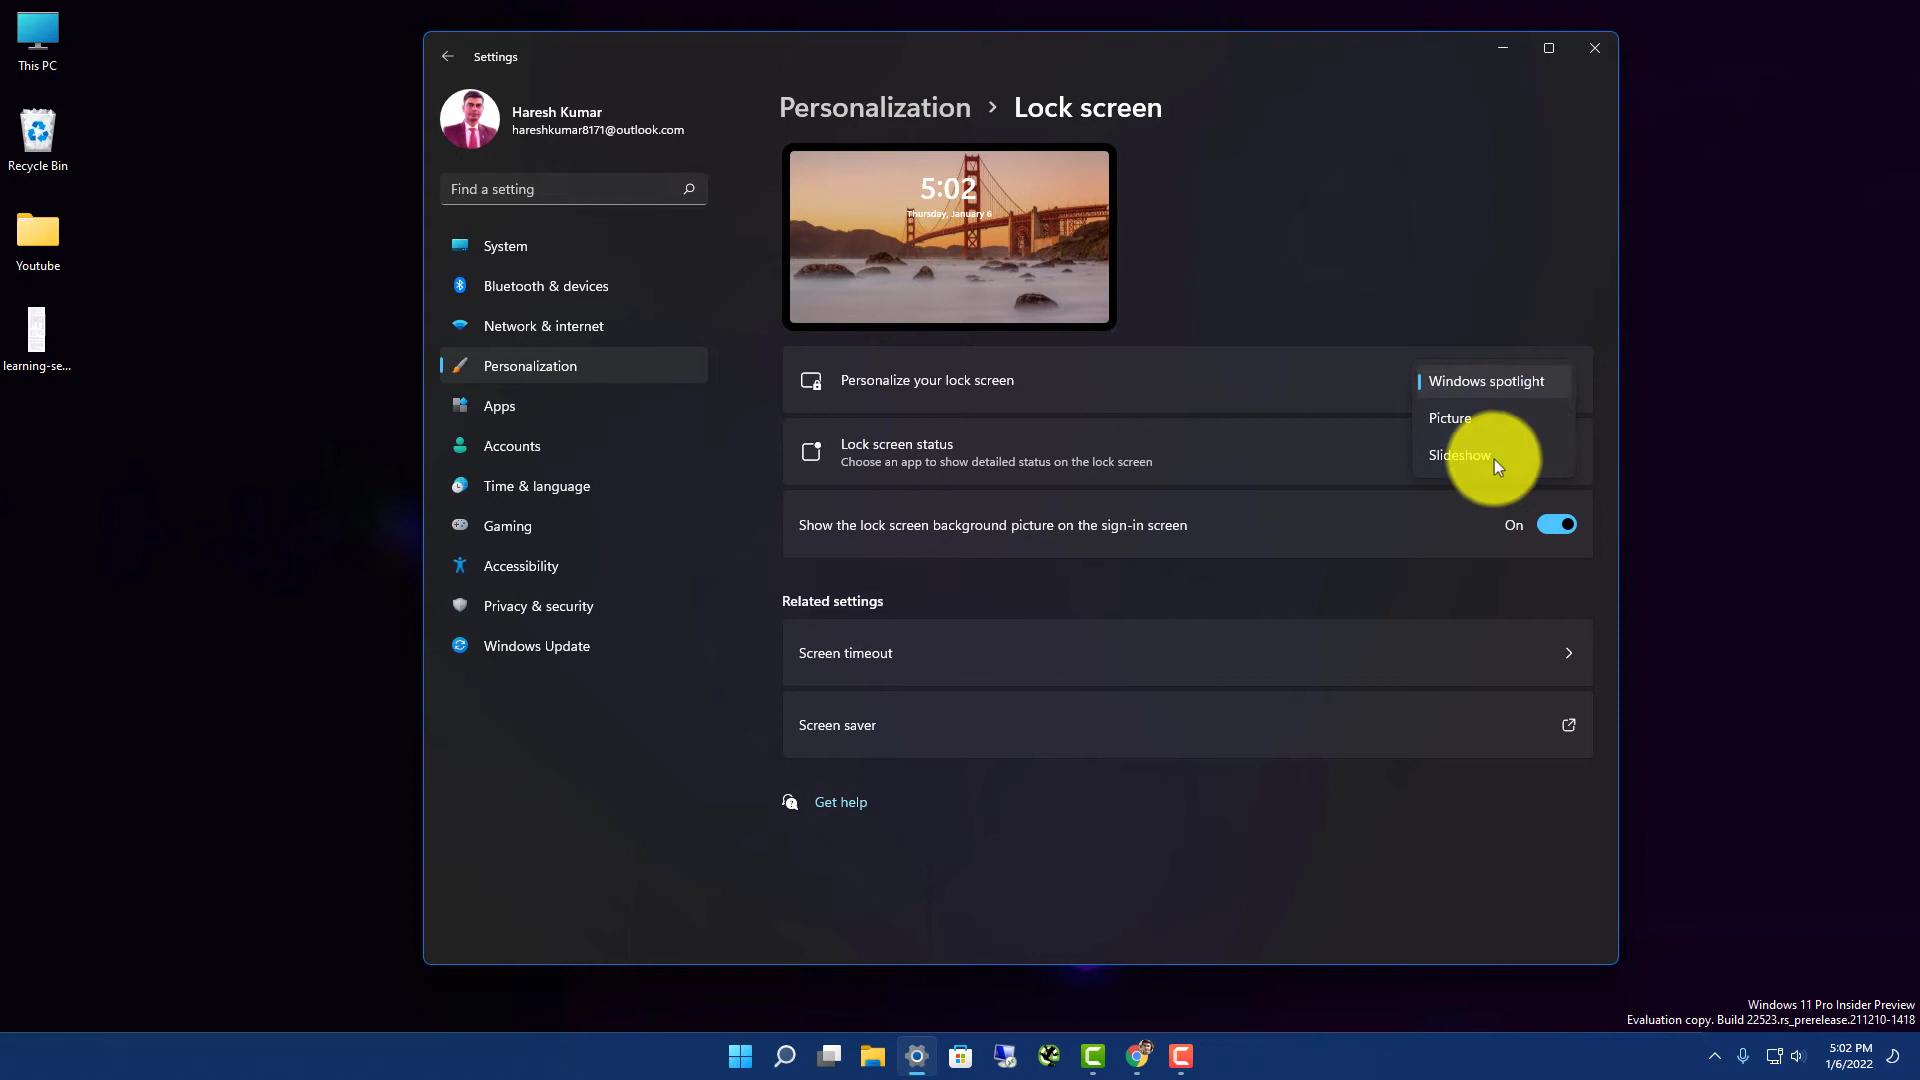 This PC
Recycle Bin
Youtube
learning-se...
Settings
Haresh Kumar
hareshkumar8171@outlook.com
Find a setting
System
Bluetooth & devices
Network & internet
Personalization
Apps
Accounts
Time & language
Gaming
Accessibility
Privacy & security
Windows Update
Personalization > Lock screen
5:02
Thursday, January 6
Personalize your lock screen
Windows spotlight
Picture
Slideshow
Lock screen status
Choose an app to show detailed status on the lock screen
Show the lock screen background picture on the sign-in screen
On
Related settings
Screen timeout
Screen saver
Get help
Windows 11 Pro Insider Preview
Evaluation copy. Build 22523.rs_prerelease.211210-1418
5:02 PM
1/6/2022